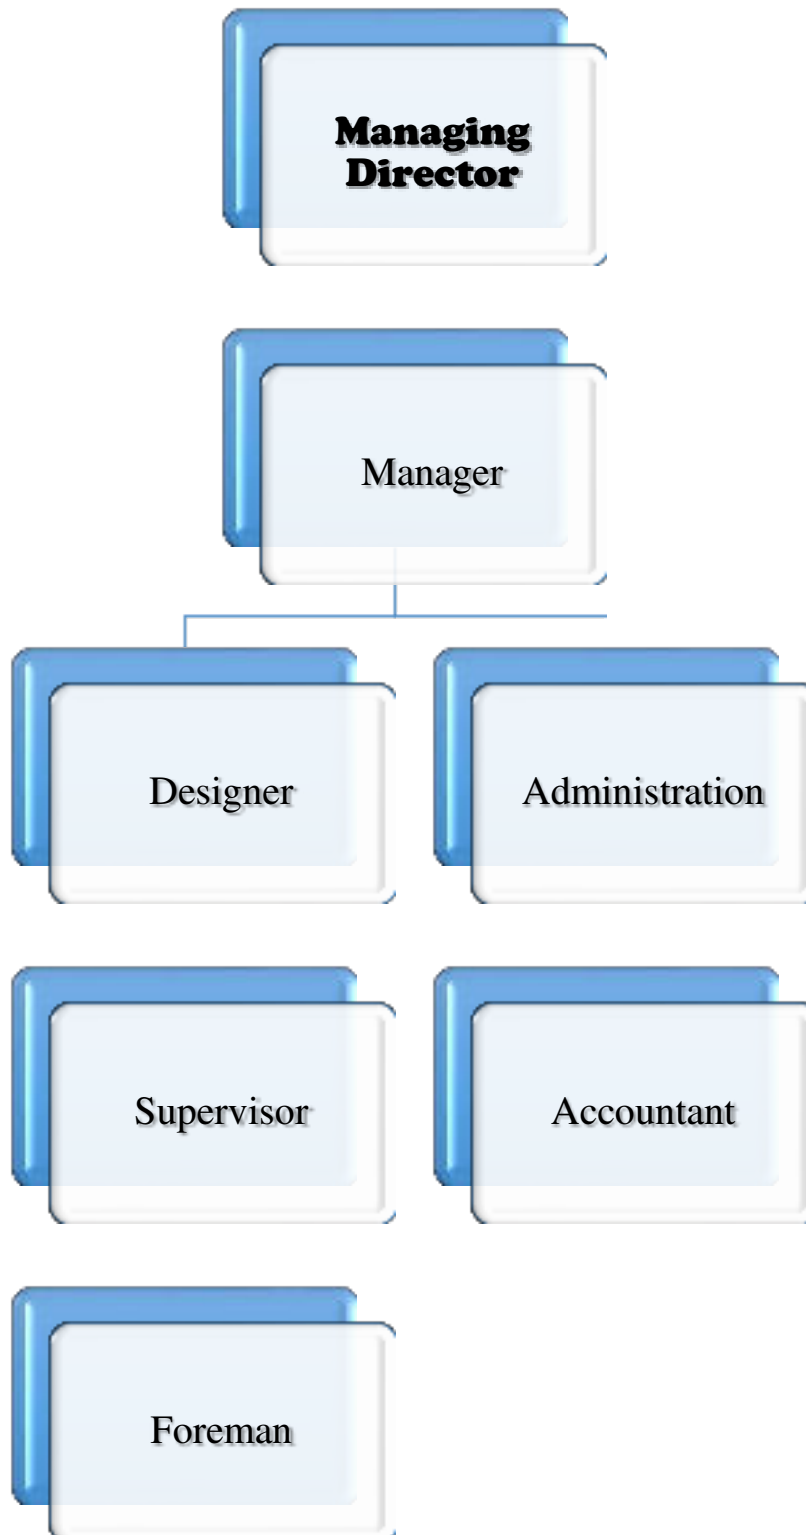 Managing
Director
Manager
Designer
Administration
Supervisor
Accountant
Foreman